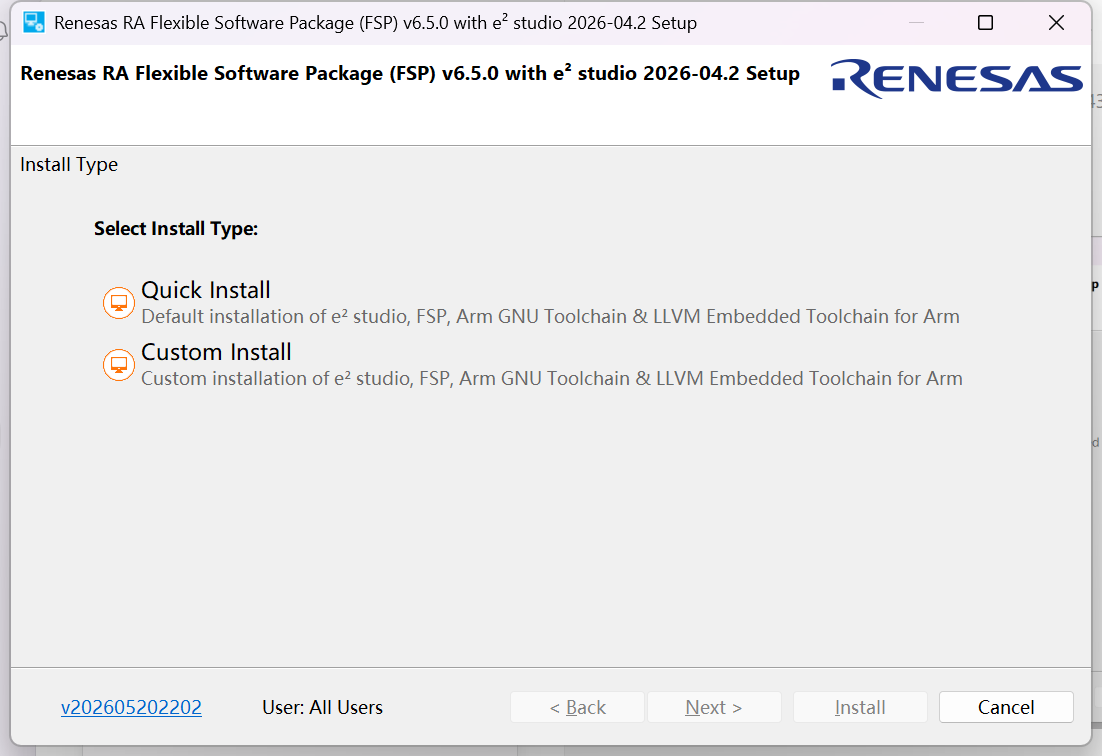 Renesas RA Flexible Software Package (FSP) v6.5.0 with e² studio 2026-04.2 Setup
Renesas RA Flexible Software Package (FSP) v6.5.0 with e² studio 2026-04.2 Setup
RENESAS
Install Type
Select Install Type:
Quick Install
Default installation of e² studio, FSP, Arm GNU Toolchain & LLVM Embedded Toolchain for Arm
Custom Install
Custom installation of e² studio, FSP, Arm GNU Toolchain & LLVM Embedded Toolchain for Arm
v202605202202
User: All Users
< Back
Next >
Install
Cancel